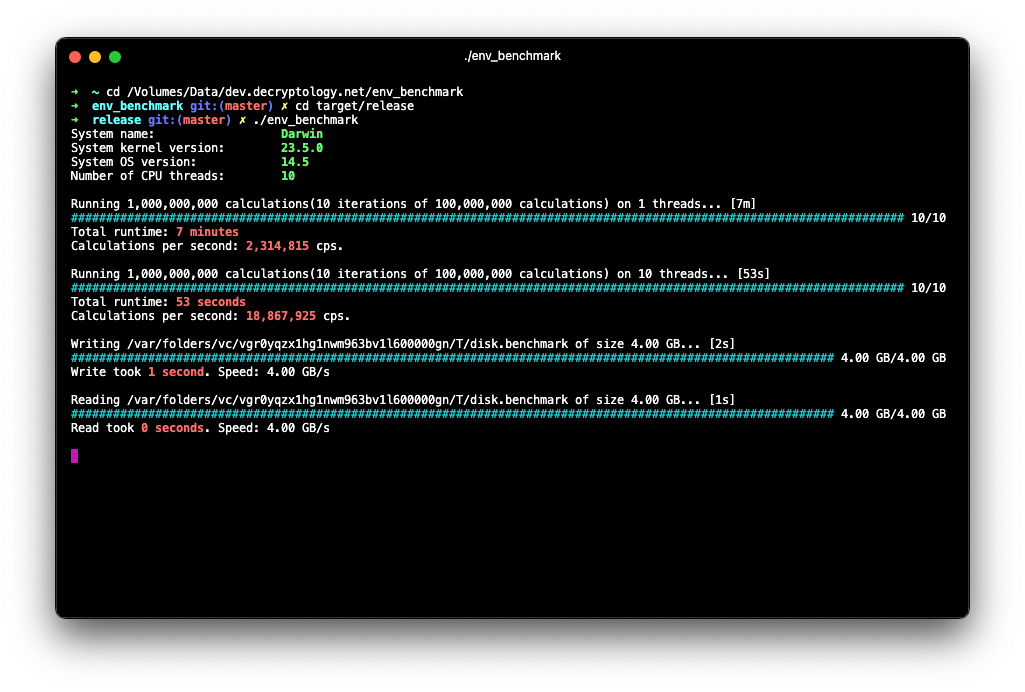 ./env_benchmark
➜ ~ cd /Volumes/Data/dev.decryptology.net/env_benchmark
➜ env_benchmark git:(master) ✗ cd target/release
➜ release git:(master) ✗ ./env_benchmark
System name: Darwin
System kernel version: 23.5.0
System OS version: 14.5
Number of CPU threads: 10
Running 1,000,000,000 calculations(10 iterations of 100,000,000 calculations) on 1 threads... [7m]
####################################################################################################################### 10/10
Total runtime: 7 minutes
Calculations per second: 2,314,815 cps.
Running 1,000,000,000 calculations(10 iterations of 100,000,000 calculations) on 10 threads... [53s]
####################################################################################################################### 10/10
Total runtime: 53 seconds
Calculations per second: 18,867,925 cps.
Writing /var/folders/vc/vgr0yqzx1hg1nwm963bv1l600000gn/T/disk.benchmark of size 4.00 GB... [2s]
############################################################################################################# 4.00 GB/4.00 GB
Write took 1 second. Speed: 4.00 GB/s
Reading /var/folders/vc/vgr0yqzx1hg1nwm963bv1l600000gn/T/disk.benchmark of size 4.00 GB... [1s]
############################################################################################################# 4.00 GB/4.00 GB
Read took 0 seconds. Speed: 4.00 GB/s